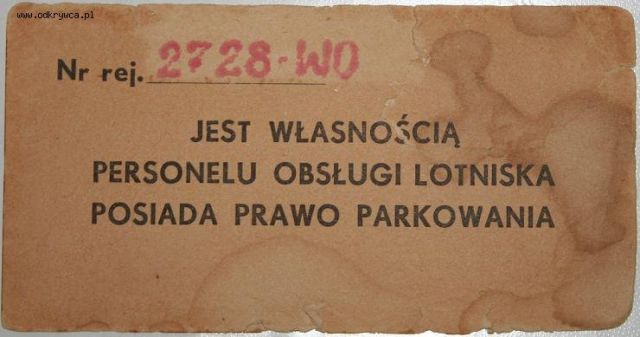 www.odkrywca.pl
Nr rej. 2728-WO
JEST WŁASNOŚCIĄ
PERSONELU OBSŁUGI LOTNISKA
POSIADA PRAWO PARKOWANIA